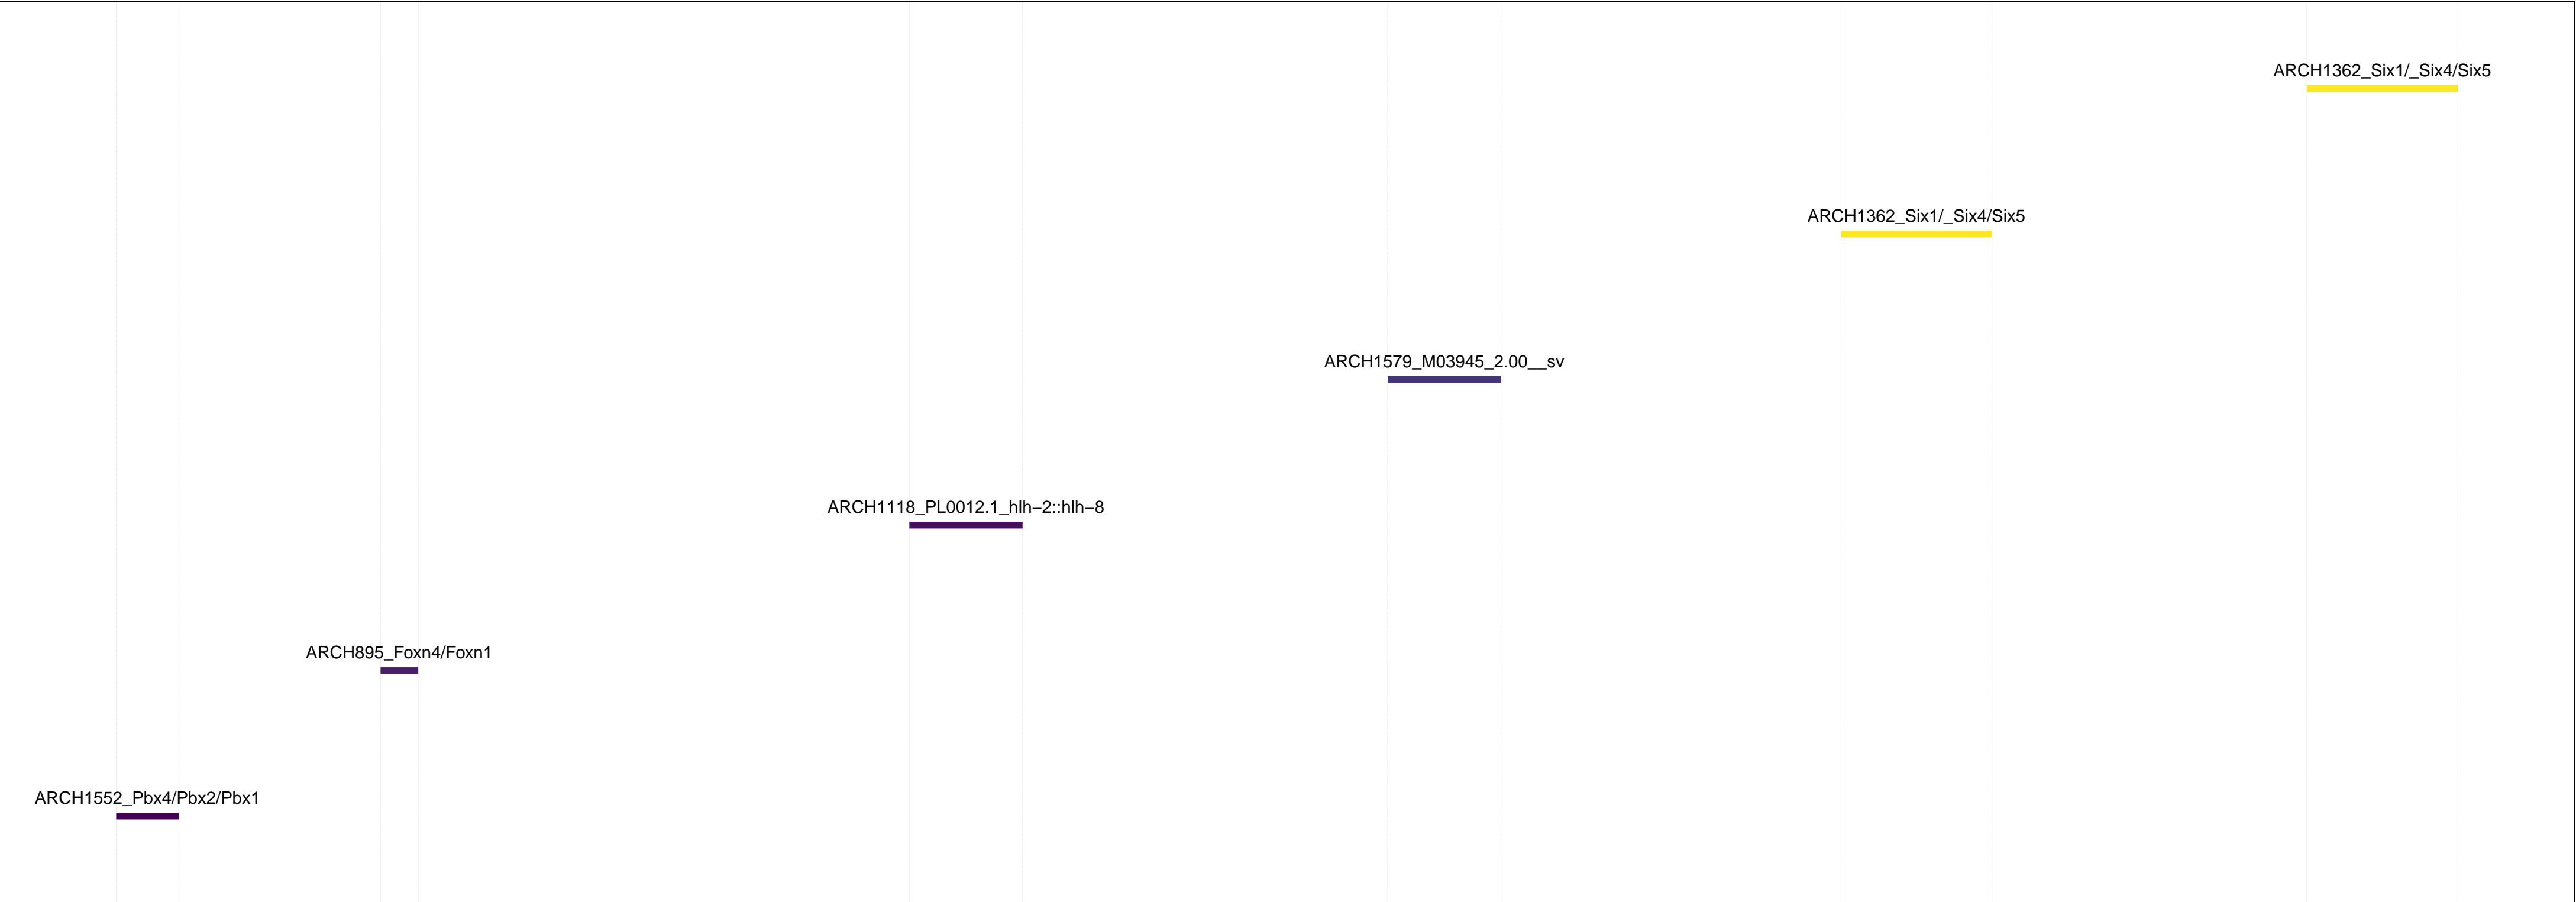 ARCH1362_Six1/_Six4/Six5
ARCH1362_Six1/_Six4/Six5
ARCH1579_M03945_2.00__sv
ARCH1118_PL0012.1_hlh−2::hlh−8
ARCH895_Foxn4/Foxn1
ARCH1552_Pbx4/Pbx2/Pbx1